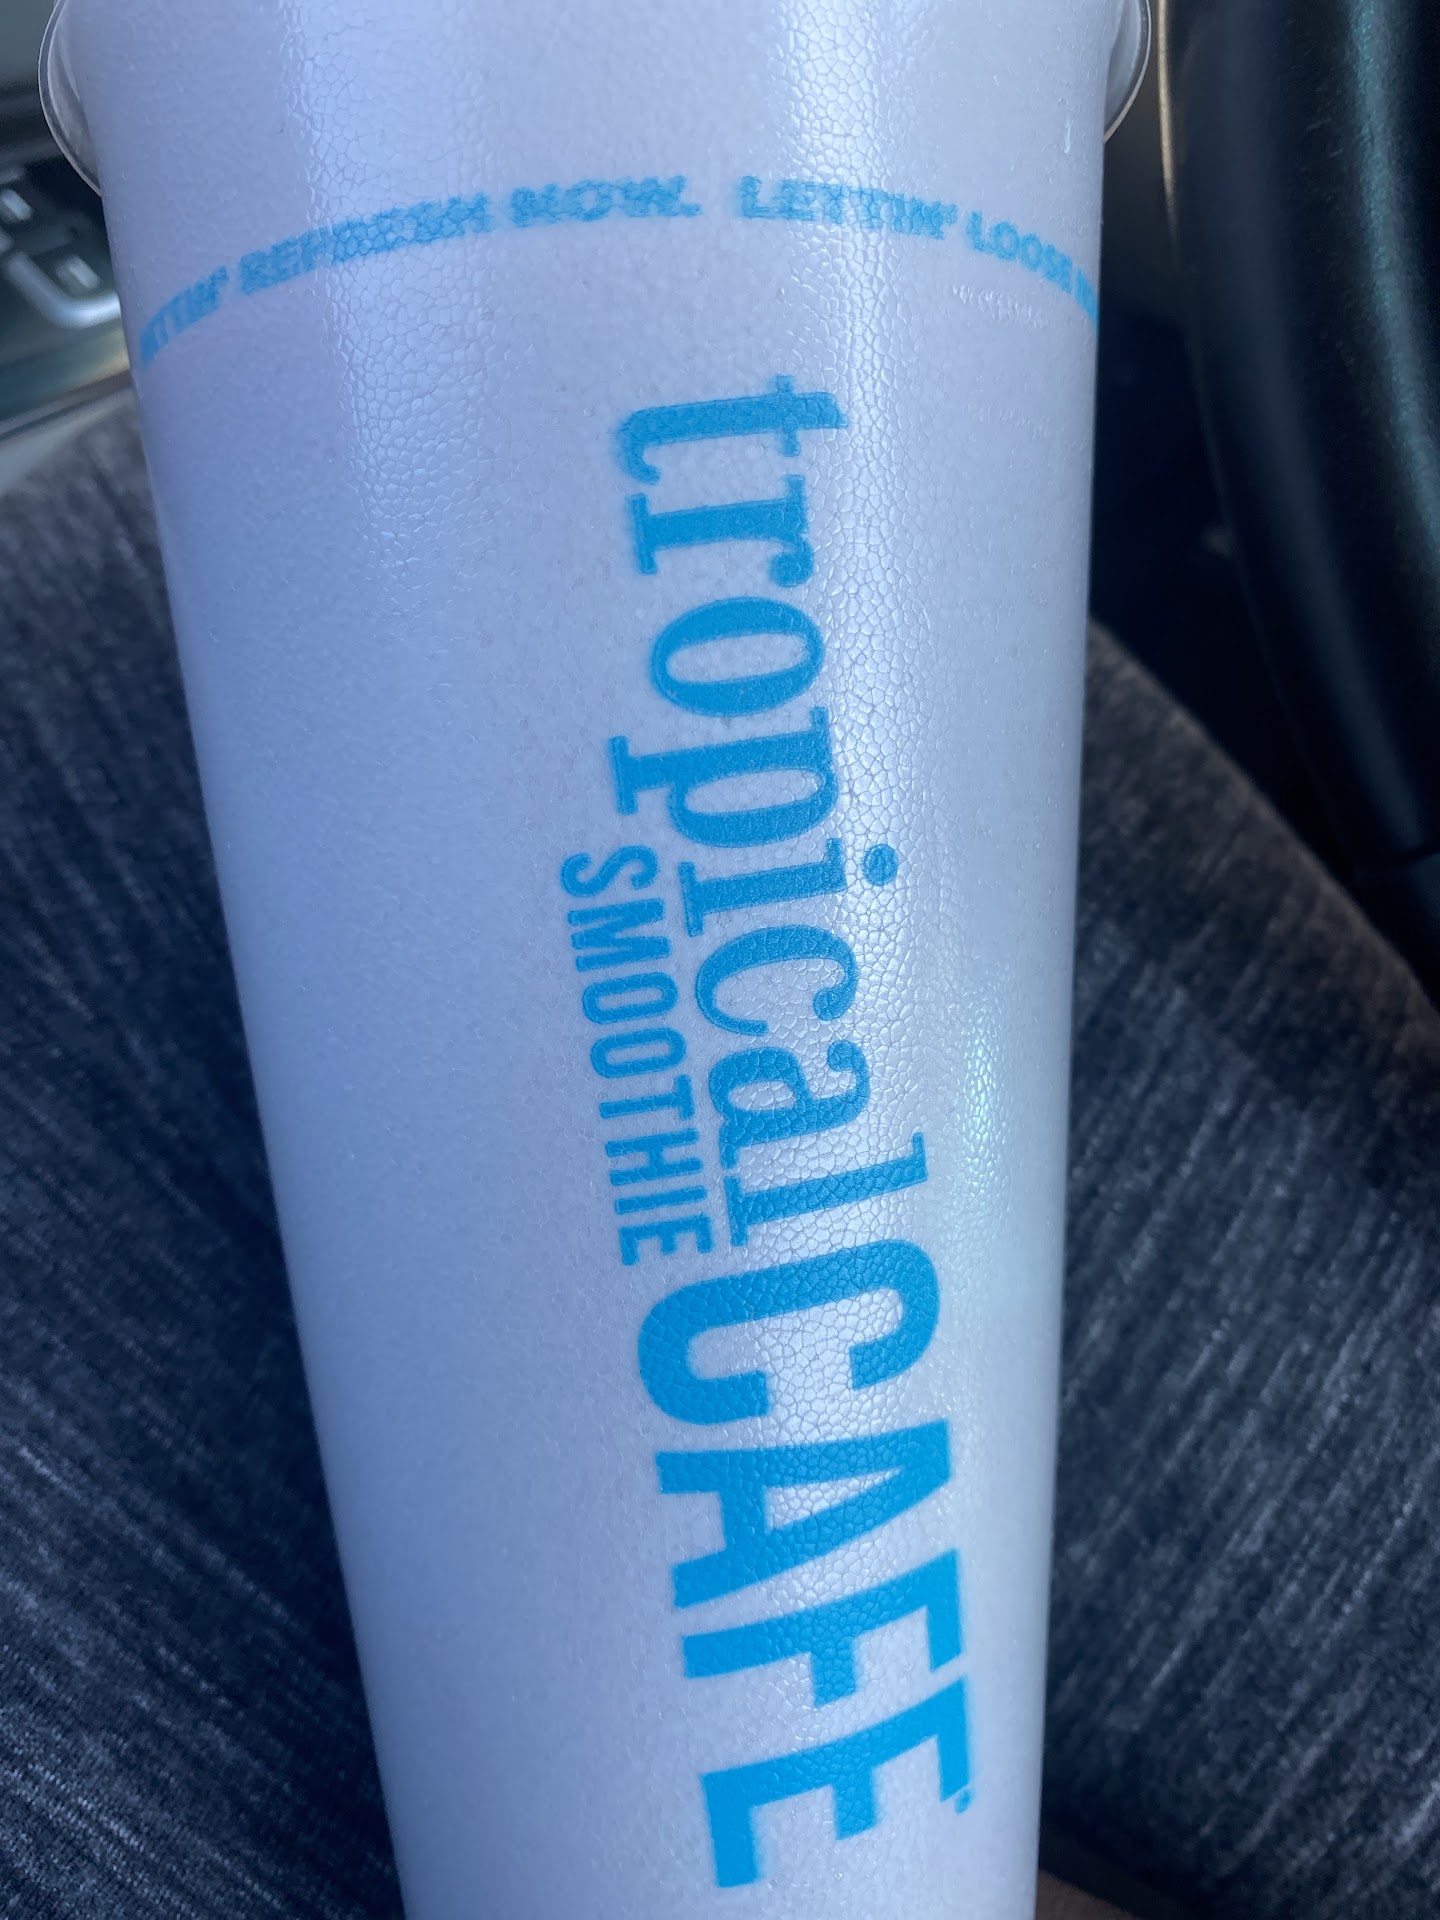 REFRESH NOW. LETTIN' LOOSE
tropical
SMOOTHIE
CAFE